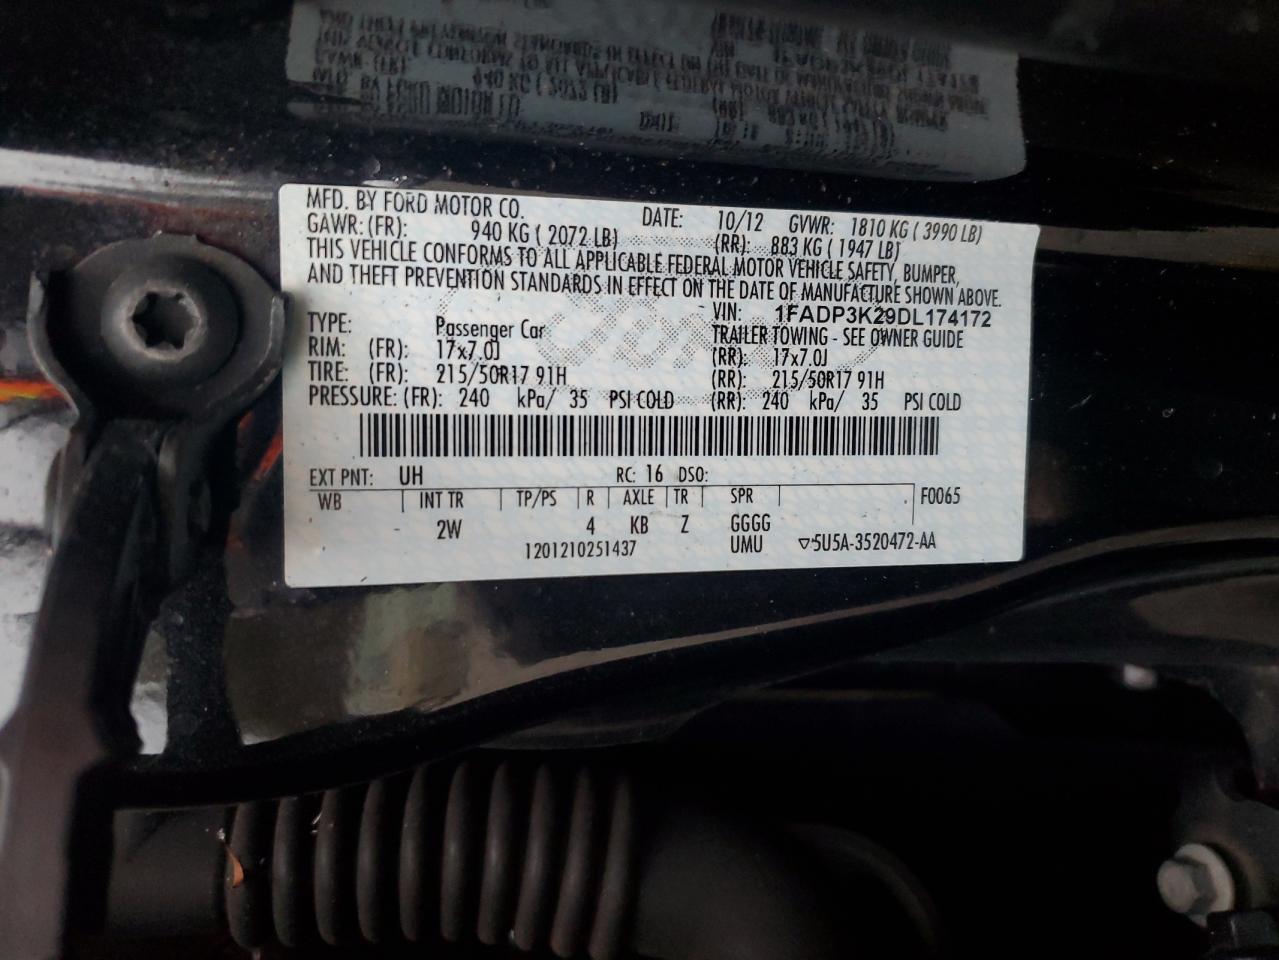 MFD. BY FORD MOTOR CO. DATE: 10/12 GVWR: 1810 KG ( 3990 LB)
GAWR: (FR): 940 KG ( 2072 LB) (RR): 883 KG ( 1947 LB)
THIS VEHICLE CONFORMS TO ALL APPLICABLE FEDERAL MOTOR VEHICLE SAFETY, BUMPER,
AND THEFT PREVENTION STANDARDS IN EFFECT ON THE DATE OF MANUFACTURE SHOWN ABOVE.
VIN: 1FADP3K29DL174172
TYPE: Passenger Car TRAILER TOWING - SEE OWNER GUIDE
RIM: (FR): 17x7.0J (RR): 17x7.0J
TIRE: (FR): 215/50R17 91H (RR): 215/50R17 91H
PRESSURE: (FR): 240 kPa/ 35 PSI COLD (RR): 240 kPa/ 35 PSI COLD
EXT PNT: UH RC: 16 DSO:
WB INT TR TP/PS R AXLE TR SPR . F0065
- 2W 4 KB Z GGGG
1201210251437 UMU ▽5U5A-3520472-AA